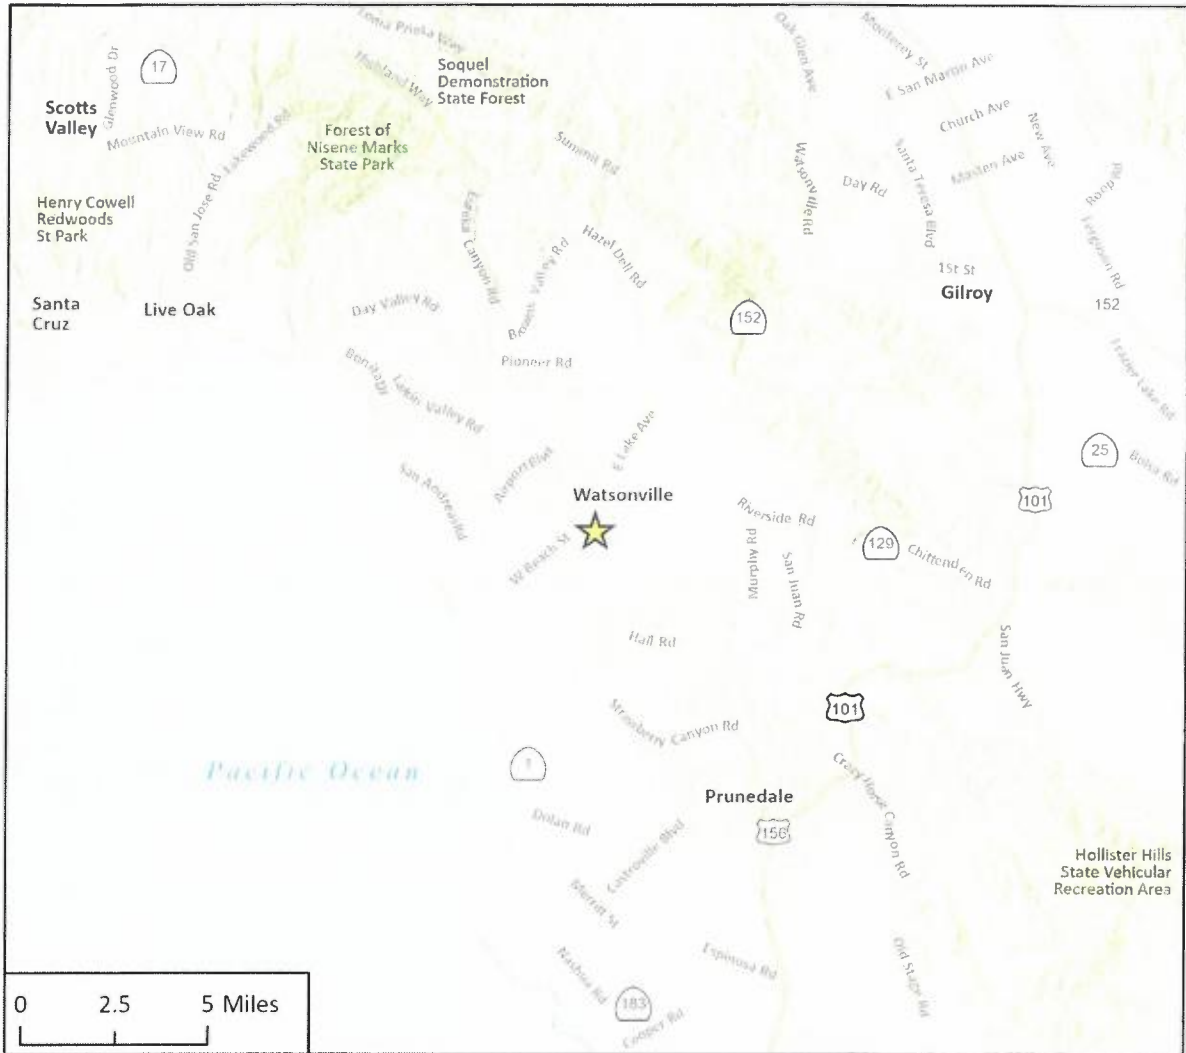 Loma Prieta Way
Highland Way
Soquel
Demonstration
State Forest
Oak Glen Ave
Monterey St
E San Martin Ave
Glenwood Dr
17
Scotts
Valley
Mountain View Rd
Lakewood Rd
Forest of
Nisene Marks
State Park
Summit Rd
Church Ave
New Ave
Masten Ave
Watsonville Rd
Day Rd
Santa Teresa Blvd
Roop Rd
Henry Cowell
Redwoods
St Park
Old San Jose Rd
Eureka Canyon Rd
Browns Valley Rd
Hazel Dell Rd
Ferguson Rd
1St St
Gilroy
Santa
Cruz
Live Oak
Day Valley Rd
152
152
Pioneer Rd
Bonita Dr
Larkin Valley Rd
Frazier Lake Rd
E Lake Ave
Airport Blvd
San Andreas Rd
25
Bolsa Rd
Watsonville
101
W Beach St
Riverside Rd
Murphy Rd
San Juan Rd
129
Chittenden Rd
Hall Rd
San Juan Hwy
Strawberry Canyon Rd
101
Pacific Ocean
1
Crazy Horse Canyon Rd
Prunedale
156
Dolan Rd
Castroville Blvd
Merritt St
Hollister Hills
State Vehicular
Recreation Area
Nashua Rd
Espinosa Rd
Old Stage Rd
183
Cooper Rd
0 2.5 5 Miles